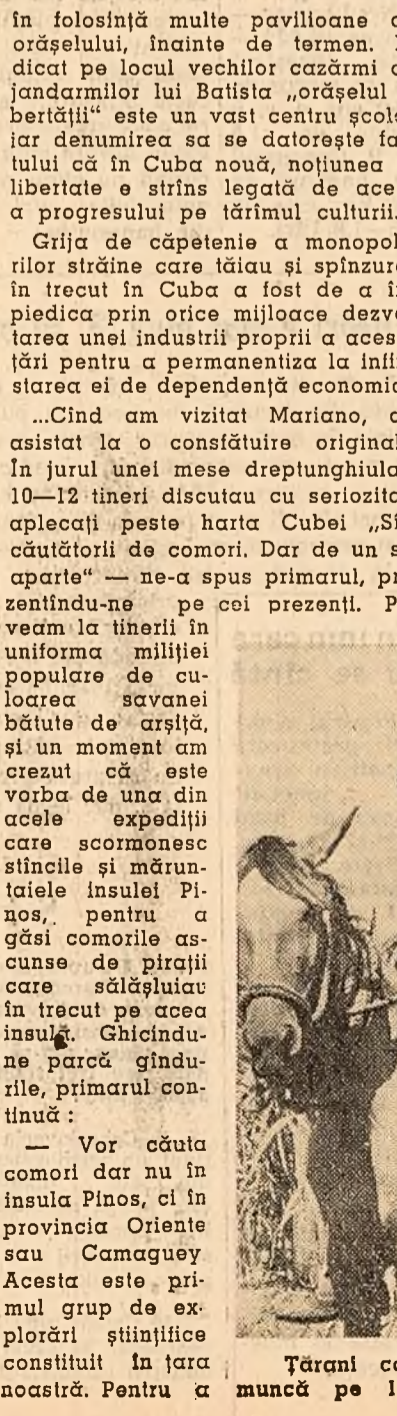 în folosință multe pavilioane
orășelului, înainte de termen.
dicat pe locul vechilor cazărmi
jandarmilor lui Batista „orășelul
bertății" este un vast centru școl
iar denumirea sa se datorește fa
tului că în Cuba nouă, noțiunea
libertate e strîns legată de ace
a progresului pe tărîmul culturii.
Grija de căpetenie a monopol
rilor străine care tăiau și spînzur
în trecut în Cuba a fost de a î
piedica prin orice mijloace dezv
tarea unei industrii proprii a aces
țări pentru a permanentiza la infi
starea ei de dependență economi
...Cînd am vizitat Mariano, a
asistat la o consfătuire original
În jurul unei mese dreptunghiula
10—12 tineri discutau cu seriozita
aplecați peste harta Cubei „Sî
căutătorii de comori. Dar de un s
aparte" — ne-a spus primarul, pr
zentîndu-ne pe cei prezenți. P
veam la tinerii în
uniforma miliției
populare de cu-
loarea savanei
bătute de arșiță,
și un moment am
crezut că este
vorba de una din
acele expediții
care scormonesc
stîncile și mărun-
taiele insulei Pi-
nos, pentru a
găsi comorile as-
cunse de pirații
care sălășluiau
în trecut pe acea
insulă. Ghicindu-
ne parcă gîndu-
rile, primarul con-
tinuă :
— Vor căuta
comori dar nu în
insula Pinos, ci în
provincia Oriente
sau Camaguey
Acesta este pri-
mul grup de ex-
plorări științifice
constituit în țara
noastră. Pentru a
Țărani c
muncă pe l